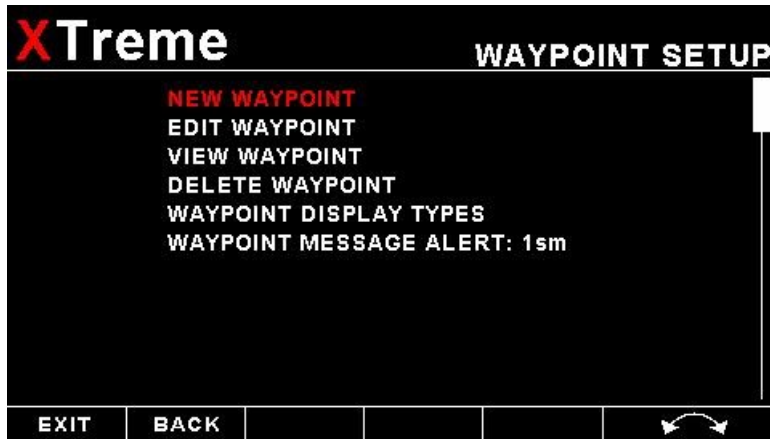 XTreme
WAYPOINT SETUP
NEW WAYPOINT
EDIT WAYPOINT
VIEW WAYPOINT
DELETE WAYPOINT
WAYPOINT DISPLAY TYPES
WAYPOINT MESSAGE ALERT: 1sm
EXIT BACK